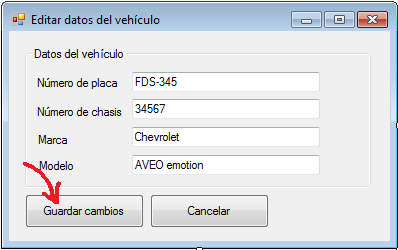 Editar datos del vehículo
Datos del vehículo
Número de placa FDS-345
Número de chasis 34567
Marca Chevrolet
Modelo AVEO emotion
Guardar cambios Cancelar